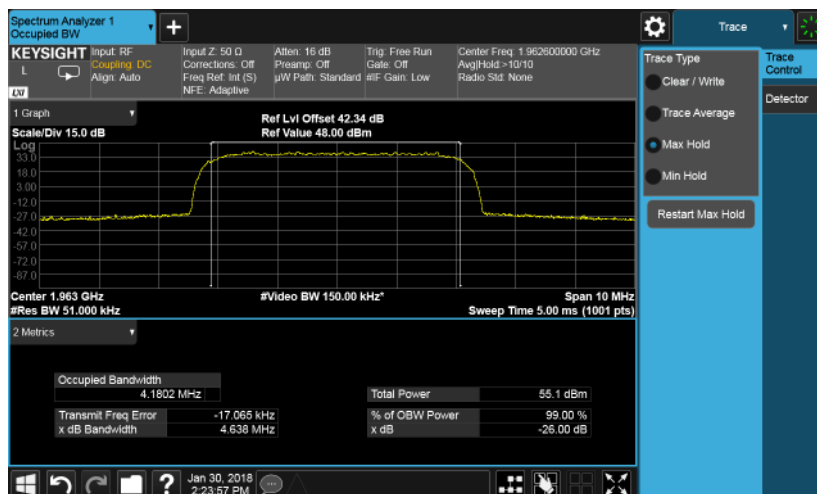 Spectrum Analyzer 1
Occupied BW
Trace
KEYSIGHT
L
LXI
Input: RF
Coupling: DC
Align: Auto
Input Z: 50 Ω
Corrections: Off
Freq Ref: Int (S)
NFE: Adaptive
Atten: 16 dB
Preamp: Off
µW Path: Standard
Trig: Free Run
Gate: Off
#IF Gain: Low
Center Freq: 1.962600000 GHz
Avg|Hold:>10/10
Radio Std: None
Trace Type
Clear / Write
Trace Average
Max Hold
Min Hold
Restart Max Hold
Trace
Control
Detector
1 Graph
Scale/Div 15.0 dB
Ref Lvl Offset 42.34 dB
Ref Value 48.00 dBm
Log
33.0
18.0
3.00
-12.0
-27.0
-42.0
-57.0
-72.0
-87.0
Center 1.963 GHz
#Video BW 150.00 kHz*
Span 10 MHz
#Res BW 51.000 kHz
Sweep Time 5.00 ms (1001 pts)
2 Metrics
Occupied Bandwidth
4.1802 MHz
Total Power 55.1 dBm
Transmit Freq Error -17.065 kHz
% of OBW Power 99.00 %
x dB Bandwidth 4.638 MHz
x dB -26.00 dB
?
Jan 30, 2018
2:23:57 PM